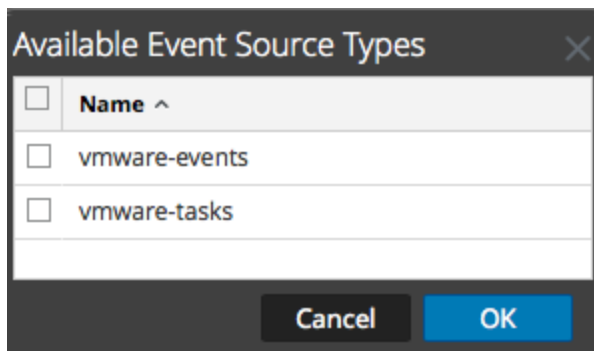 Available Event Source Types
Name
vmware-events
vmware-tasks
Cancel OK